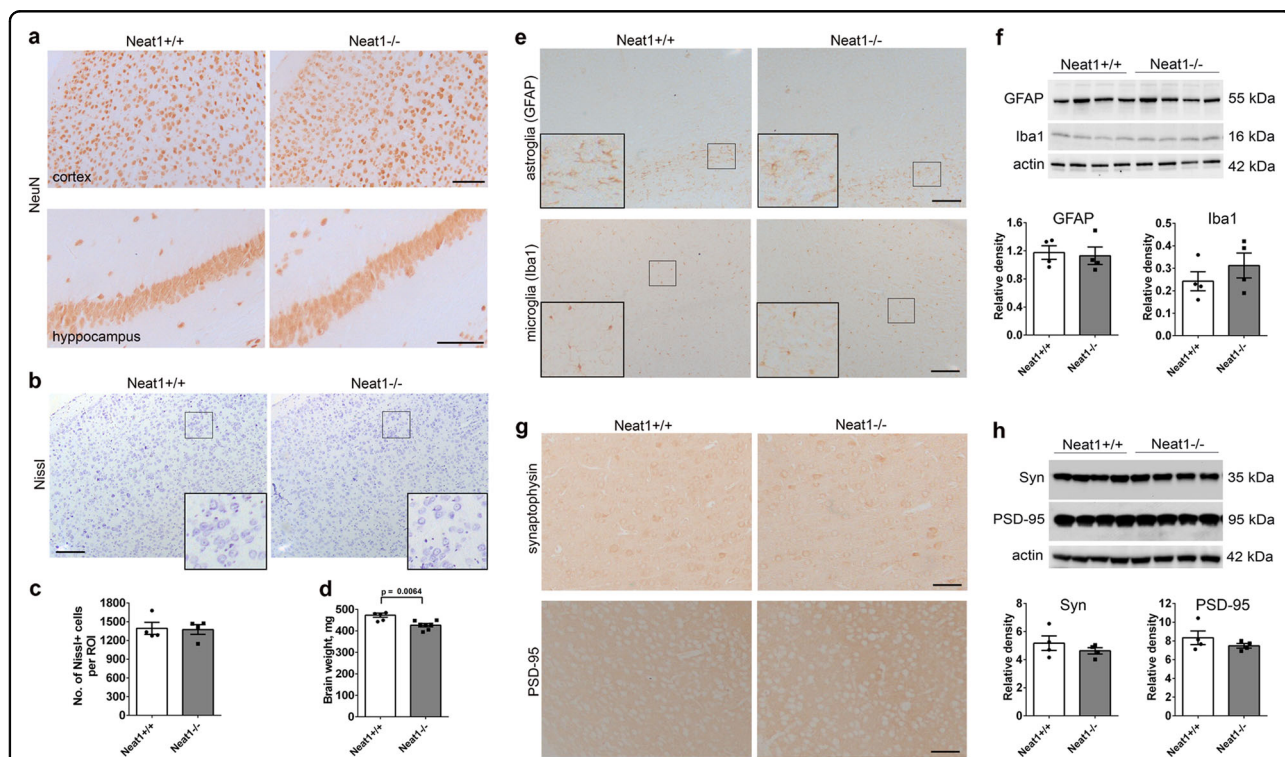 a
Neat1+/+ Neat1-/-
NeuN
cortex
hyppocampus
b
Neat1+/+ Neat1-/-
Nissl
c
No. of Nissl+ cells
per ROI
1800
1500
1200
900
600
300
0
Neat1+/+ Neat1-/-
d
p = 0.0064
Brain weight, mg
500
400
300
200
100
0
Neat1+/+ Neat1-/-
e
Neat1+/+ Neat1-/-
astroglia (GFAP)
microglia (Iba1)
f
Neat1+/+ Neat1-/-
GFAP 55 kDa
Iba1 16 kDa
actin 42 kDa
GFAP
Relative density
1.6
1.2
0.8
0.4
0.0
Neat1+/+ Neat1-/-
Iba1
Relative density
0.5
0.4
0.3
0.2
0.1
0.0
Neat1+/+ Neat1-/-
g
Neat1+/+ Neat1-/-
synaptophysin
PSD-95
h
Neat1+/+ Neat1-/-
Syn 35 kDa
PSD-95 95 kDa
actin 42 kDa
Syn
Relative density
8
6
4
2
0
Neat1+/+ Neat1-/-
PSD-95
Relative density
12
10
8
6
4
2
0
Neat1+/+ Neat1-/-